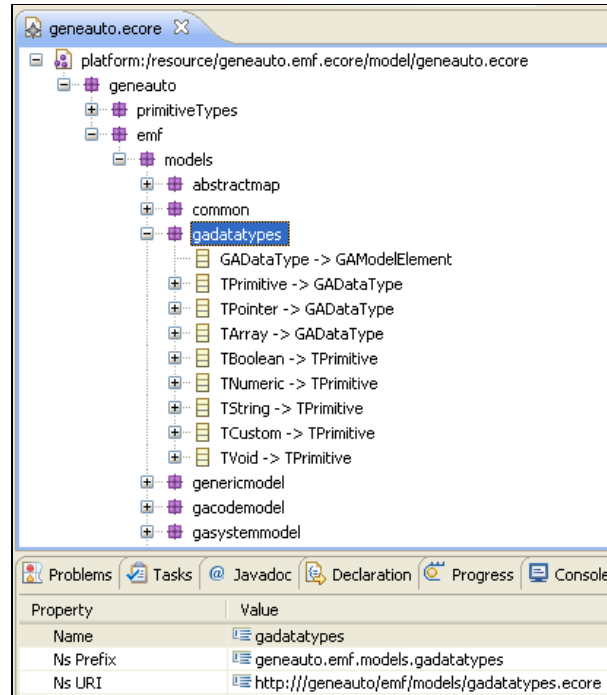 geneauto.ecore
platform:/resource/geneauto.emf.ecore/model/geneauto.ecore
geneauto
primitiveTypes
emf
models
abstractmap
common
gadatatypes
GADataType -> GAModelElement
TPrimitive -> GADataType
TPointer -> GADataType
TArray -> GADataType
TBoolean -> TPrimitive
TNumeric -> TPrimitive
TString -> TPrimitive
TCustom -> TPrimitive
TVoid -> TPrimitive
genericmodel
gacodemodel
gasystemmodel
Problems Tasks @ Javadoc Declaration Progress Console
Property Value
Name gadatatypes
Ns Prefix geneauto.emf.models.gadatatypes
Ns URI http:///geneauto/emf/models/gadatatypes.ecore